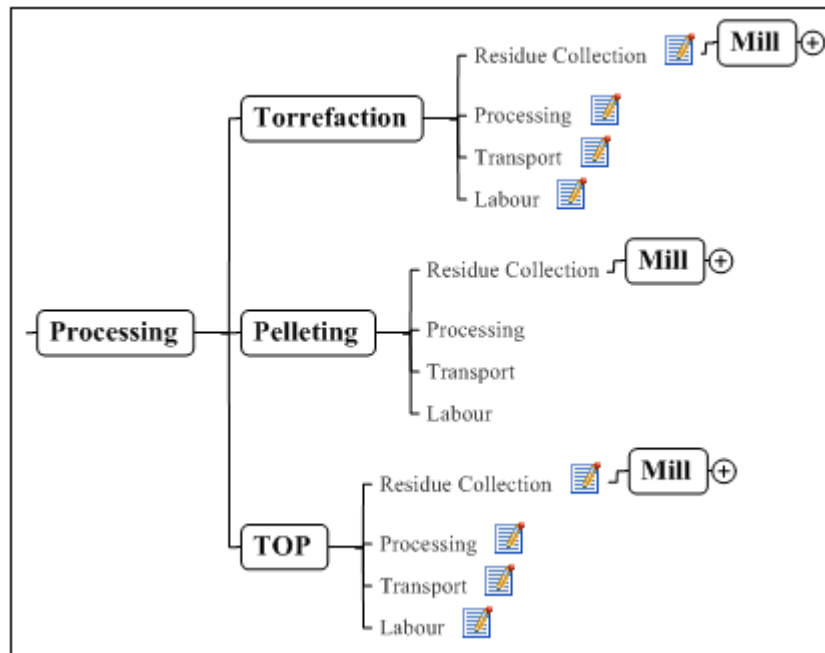 Residue Collection Mill
Torrefaction
Processing
Transport
Labour
Residue Collection Mill
Processing
Pelleting
Processing
Transport
Labour
Residue Collection Mill
TOP
Processing
Transport
Labour